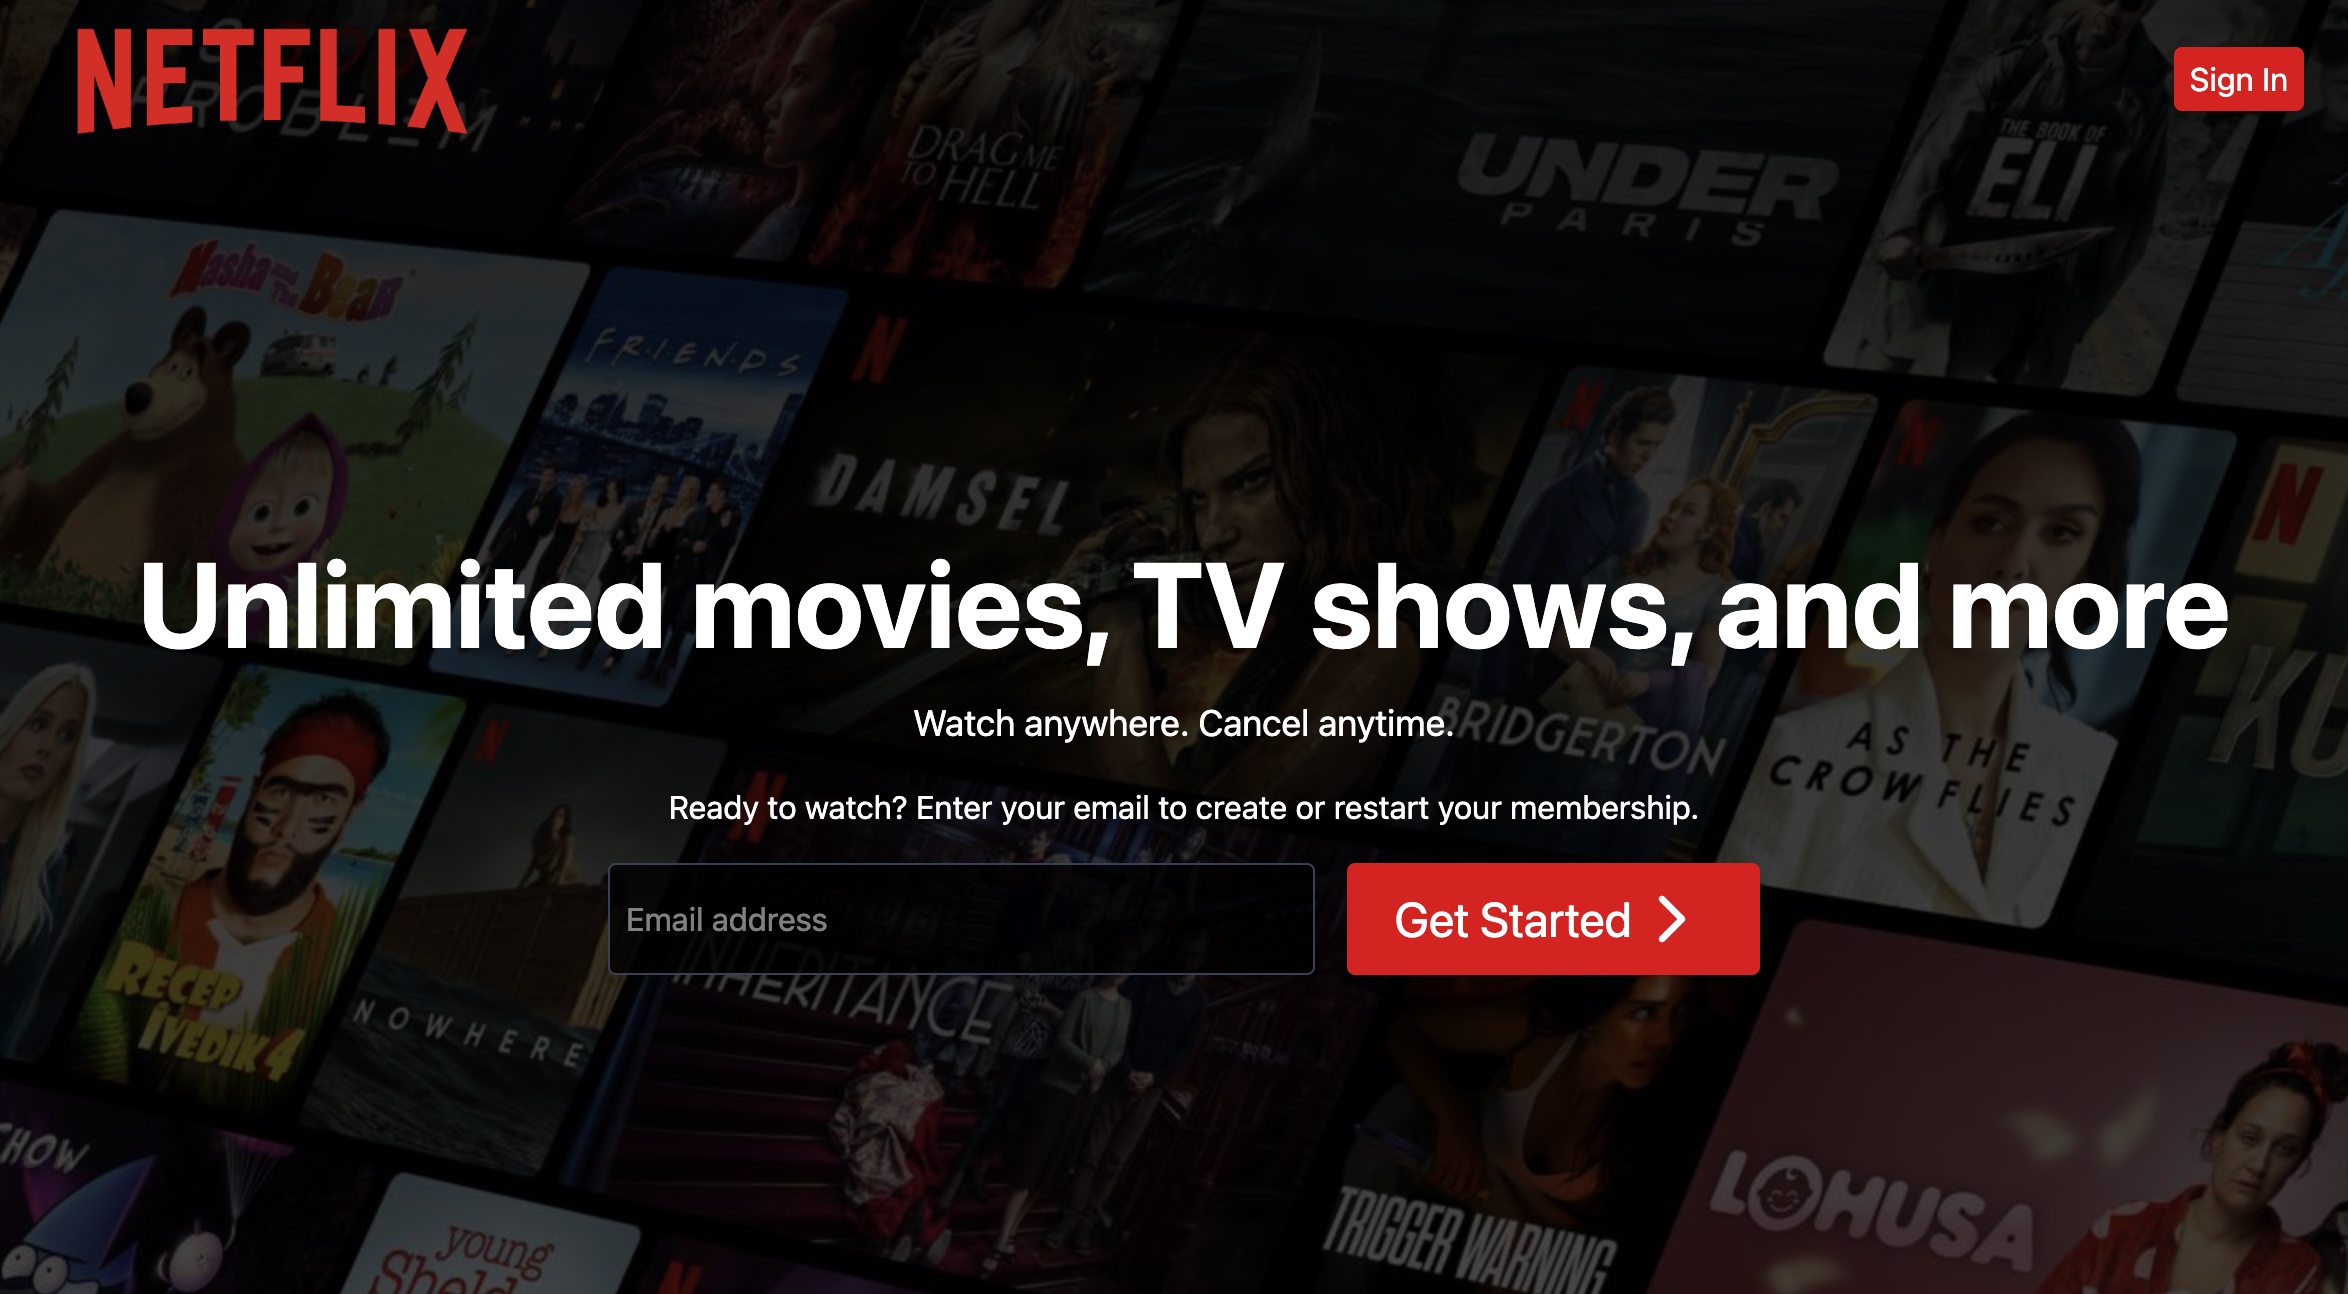 NETFLIX
Sign In
PROBLEM
DRAG ME
TO HELL
UNDER
PARIS
THE BOOK OF
ELI
Masha and The Bear
FRIENDS
N
DAMSEL
N
N
N
Unlimited movies, TV shows, and more
BRIDGERTON
Watch anywhere. Cancel anytime.
AS THE
CROW FLIES
N
N
Ready to watch? Enter your email to create or restart your membership.
Email address
Get Started
INHERITANCE
RECEP
İVEDİK 4
NOWHERE
LOHUSA
TRIGGER WARNING
young
N